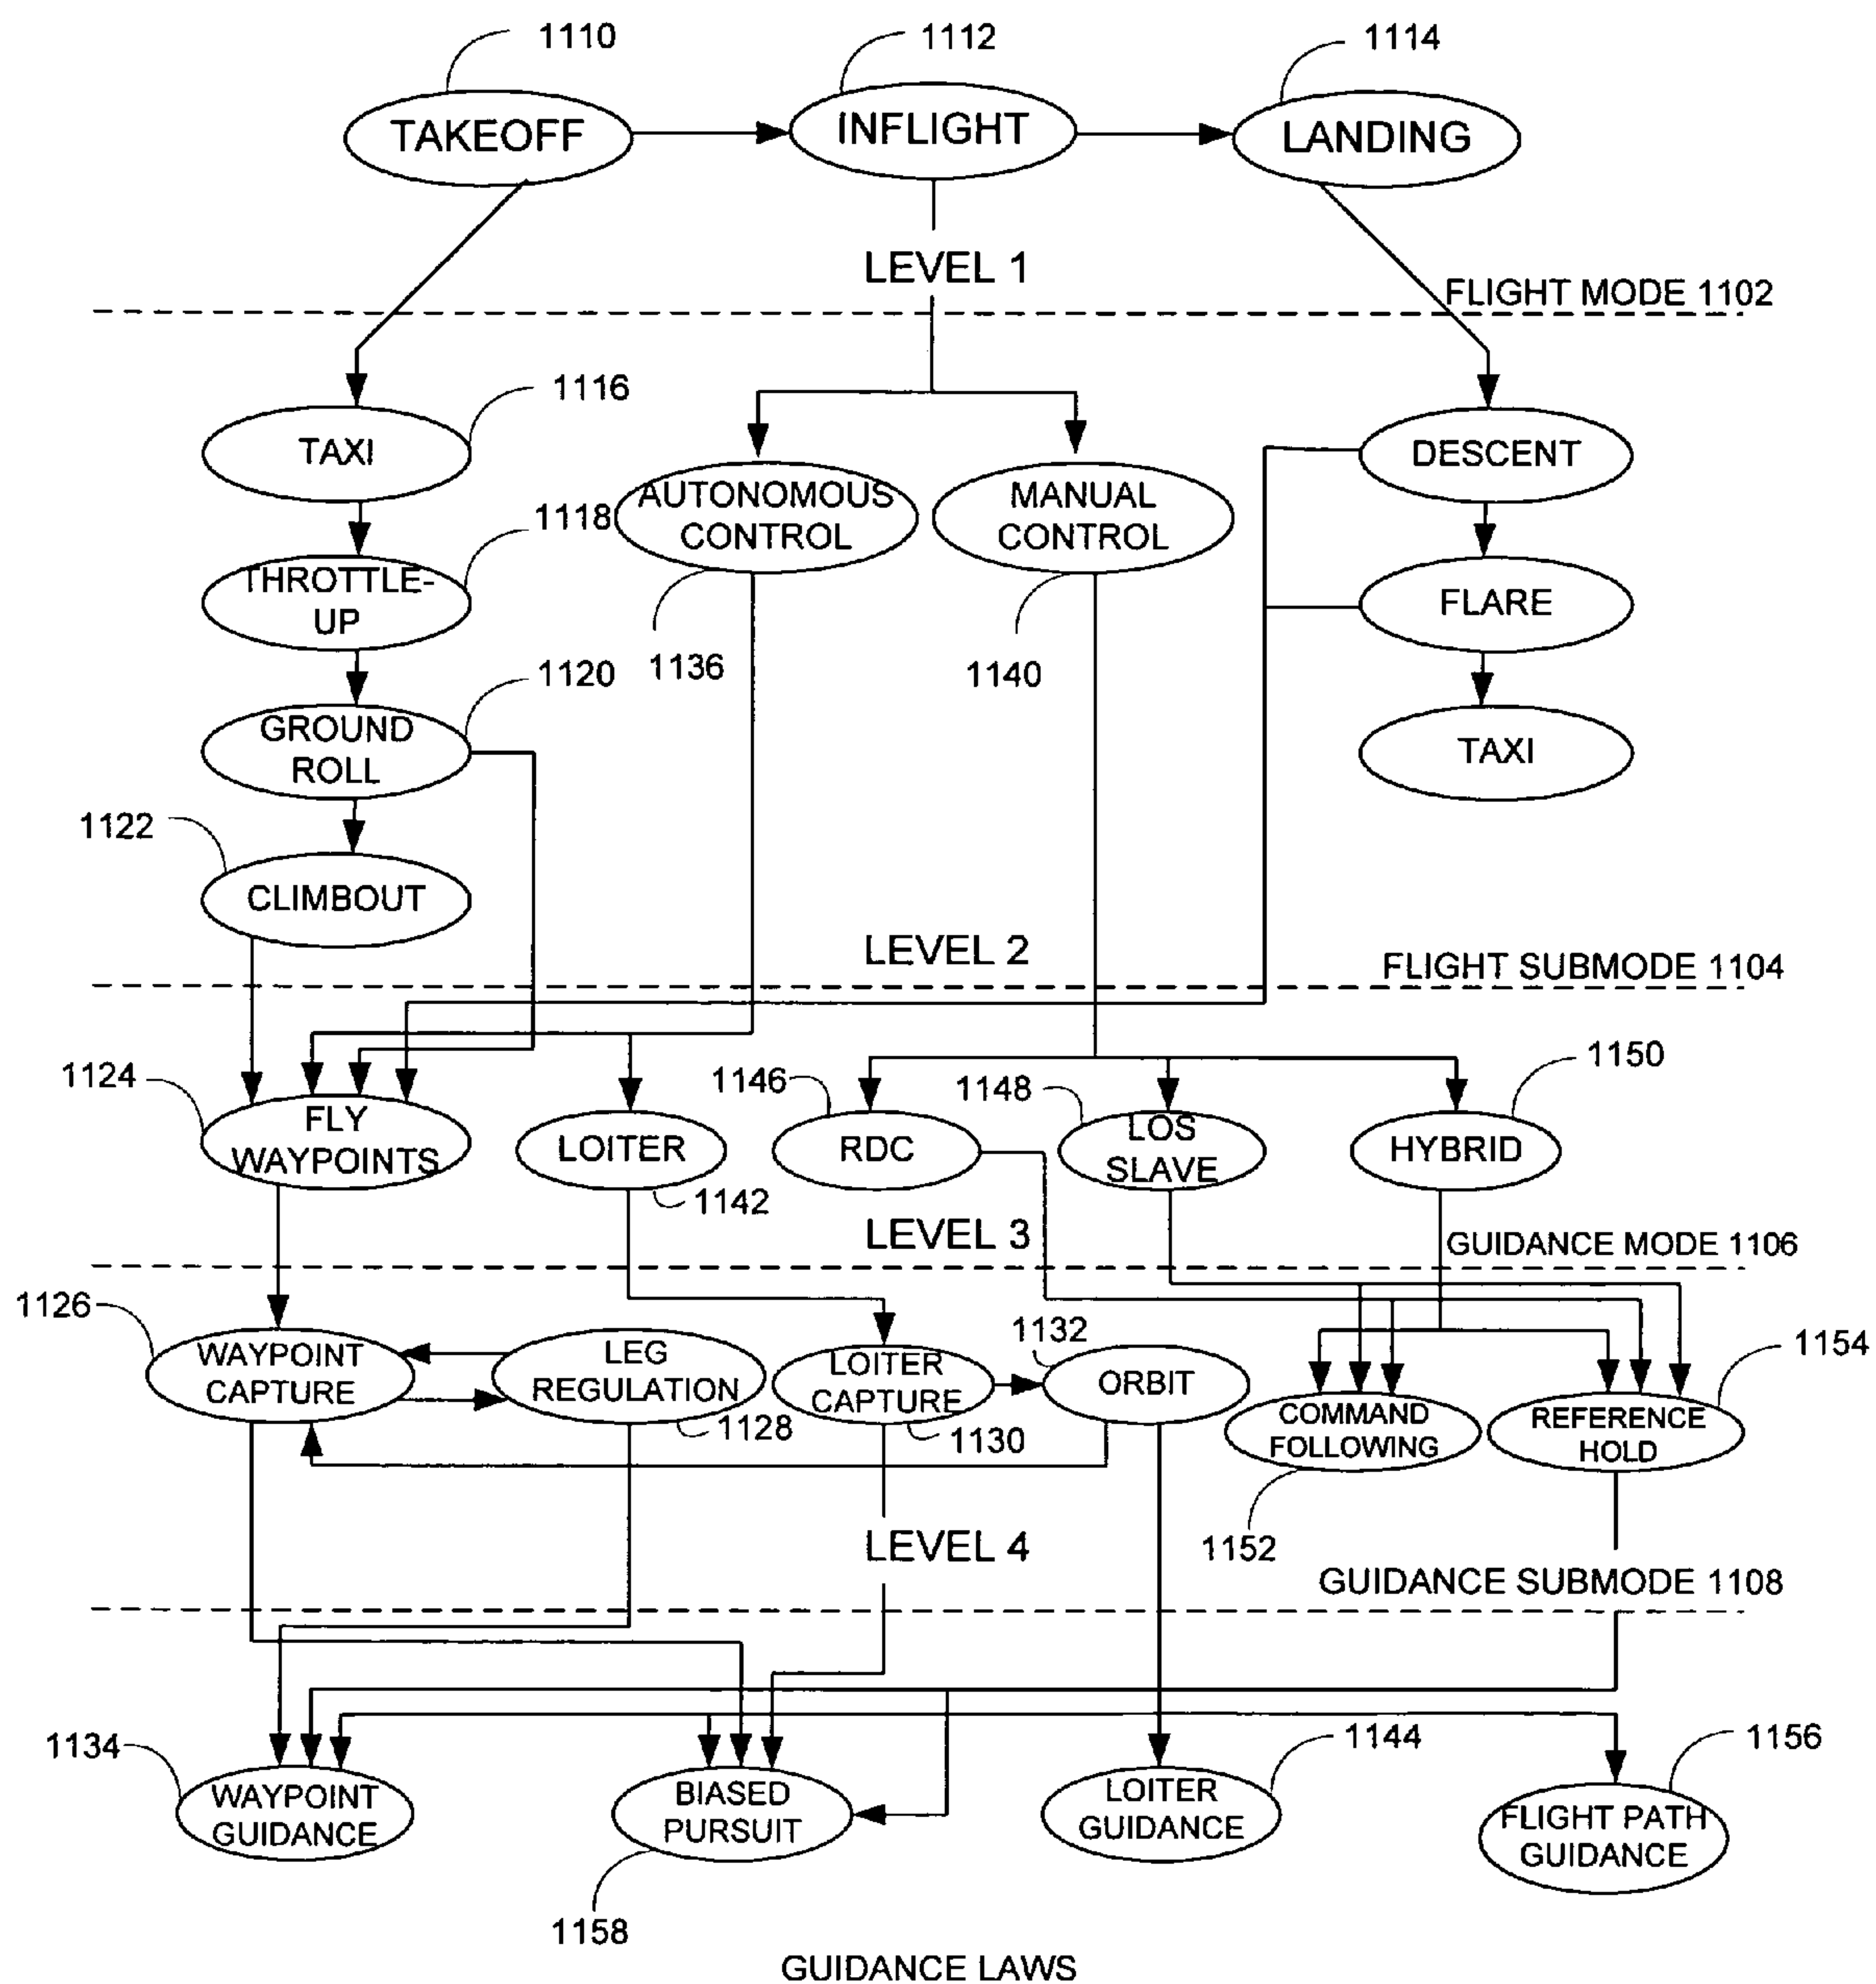 1110
1112
1114
TAKEOFF
INFLIGHT
LANDING
LEVEL 1
FLIGHT MODE 1102
1116
TAXI
AUTONOMOUS
CONTROL
MANUAL
CONTROL
DESCENT
1118
THROTTLE-
UP
FLARE
1136
1140
1120
GROUND
ROLL
TAXI
1122
CLIMBOUT
LEVEL 2
FLIGHT SUBMODE 1104
1124
FLY
WAYPOINTS
LOITER
1142
1146
RDC
1148
LOS
SLAVE
1150
HYBRID
LEVEL 3
GUIDANCE MODE 1106
1126
WAYPOINT
CAPTURE
LEG
REGULATION
1128
LOITER
CAPTURE
1130
1132
ORBIT
COMMAND
FOLLOWING
1152
1154
REFERENCE
HOLD
LEVEL 4
GUIDANCE SUBMODE 1108
1134
WAYPOINT
GUIDANCE
BIASED
PURSUIT
1158
1144
LOITER
GUIDANCE
1156
FLIGHT PATH
GUIDANCE
GUIDANCE LAWS